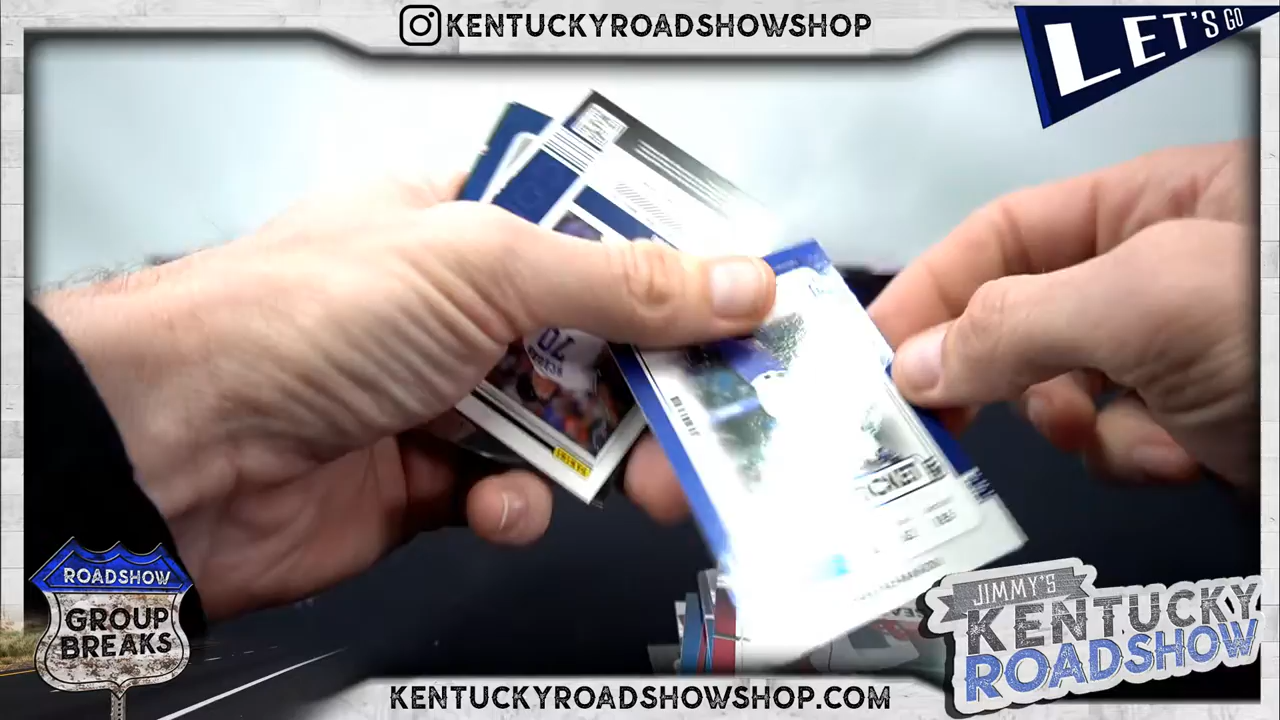 KENTUCKYROADSHOWSHOP
LET'S GO
ROADSHOW
GROUP
BREAKS
JIMMY'S
KENTUCKY
ROADSHOW
KENTUCKYROADSHOWSHOP.COM